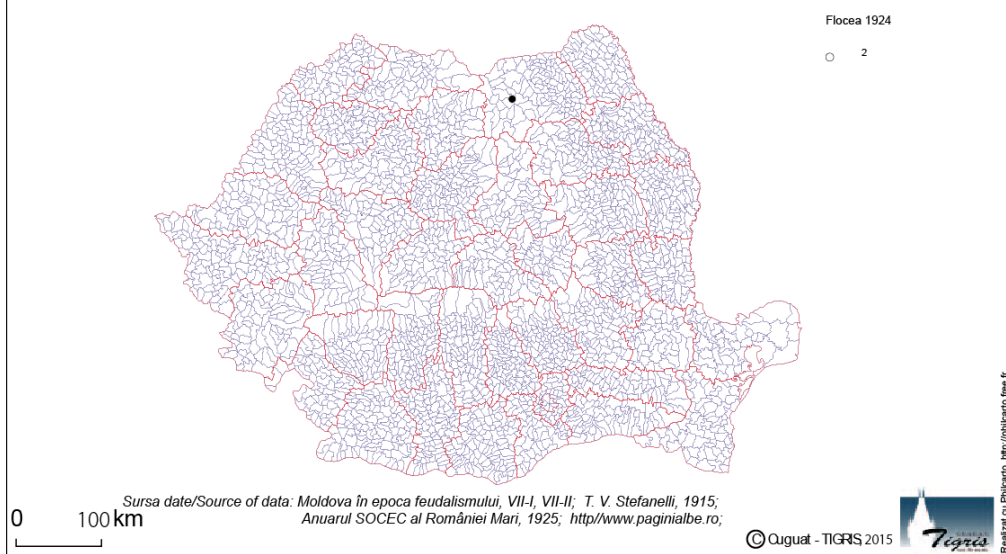 Flocea 1924
2
Sursa date/Source of data: Moldova în epoca feudalismului, VII-I, VII-II; T. V. Stefanelli, 1915;
Anuarul SOCEC al României Mari, 1925; http//www.paginialbe.ro;
0 100 km
© Cuguat - TIGRIS, 2015
Tigris
realizat cu Philcarto, http://philcarto.free.fr